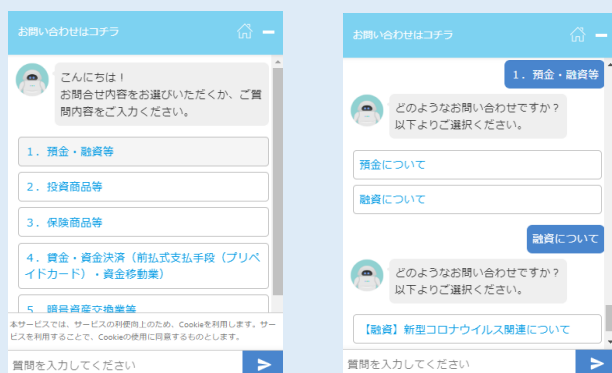 お問い合わせはコチラ
こんにちは！
お問合せ内容をお選びいただくか、ご質
問内容をご入力ください。
1．預金・融資等
2．投資商品等
3．保険商品等
4．貸金・資金決済（前払式支払手段（プリペ
イドカード）・資金移動業）
5．暗号資産交換業等
本サービスでは、サービスの利便向上のため、Cookieを利用します。サー
ビスを利用することで、Cookieの使用に同意するものとします。
質問を入力してください
お問い合わせはコチラ
1．預金・融資等
どのようなお問い合わせですか？
以下よりご選択ください。
預金について
融資について
融資について
どのようなお問い合わせですか？
以下よりご選択ください。
【融資】新型コロナウイルス関連について
質問を入力してください